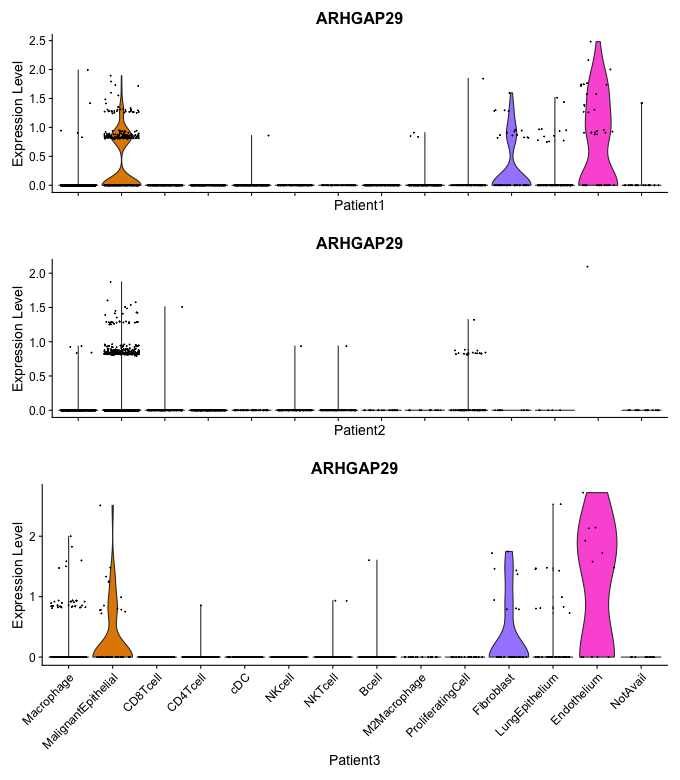 ARHGAP29
Expression Level
2.5
2.0
1.5
1.0
0.5
0.0
Patient1
ARHGAP29
Expression Level
2.0
1.5
1.0
0.5
0.0
Patient2
ARHGAP29
Expression Level
2
1
0
Macrophage
MalignantEpithelial
CD8Tcell
CD4Tcell
cDC
NKcell
NKTcell
Bcell
M2Macrophage
ProliferatingCell
Fibroblast
LungEpithelium
Endothelium
NotAvail
Patient3